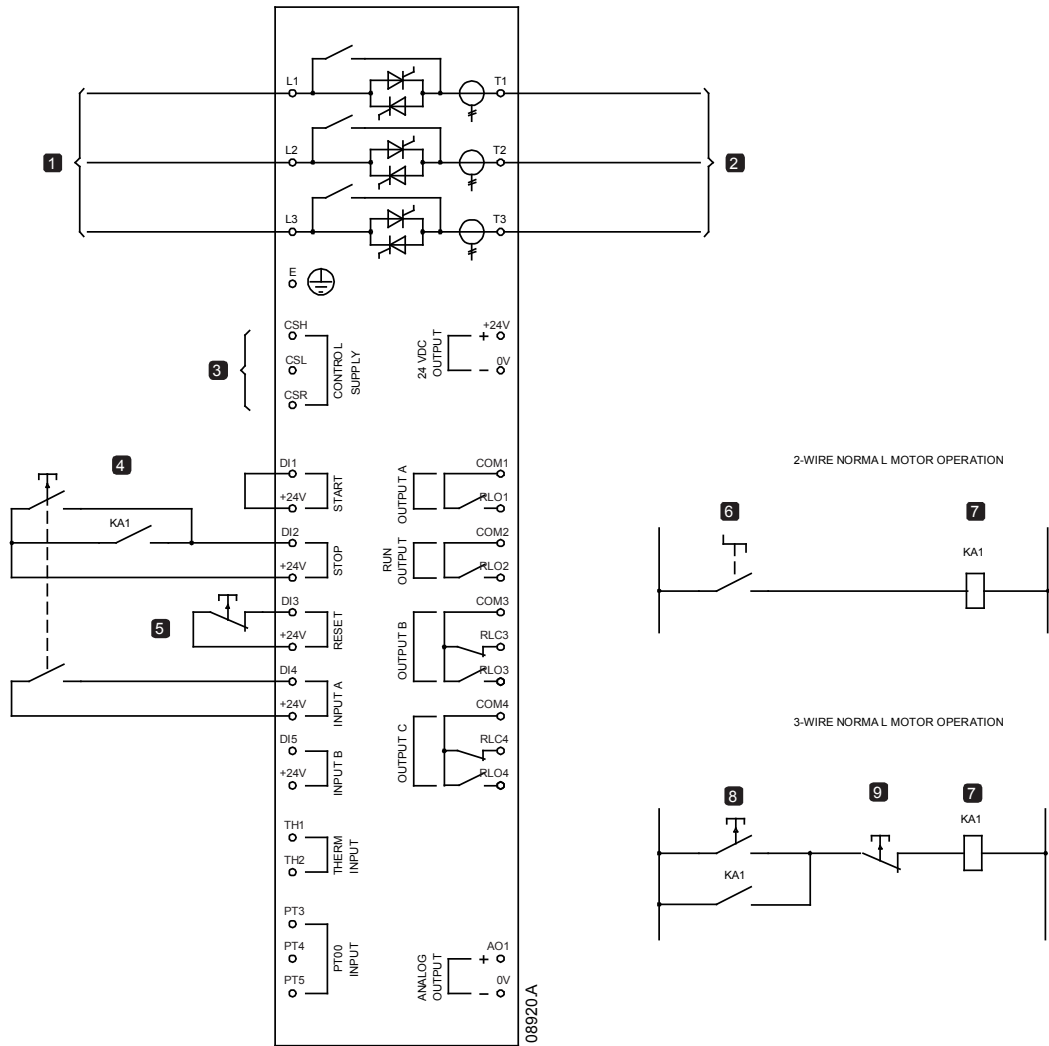 L1
T1
L2
T2
L3
T3
1
2
E
CSH
CSL
CSR
CONTROL
SUPPLY
24 VDC
OUTPUT
+24V
+
0V
−
3
4
KA1
5
DI1
+24V
START
DI2
+24V
STOP
DI3
+24V
RESET
DI4
+24V
INPUT A
DI5
+24V
INPUT B
TH1
TH2
THERM
INPUT
PT3
PT4
PT5
PT00
INPUT
OUTPUT A
COM1
RLO1
RUN
OUTPUT
COM2
RLO2
OUTPUT B
COM3
RLC3
RLO3
OUTPUT C
COM4
RLC4
RLO4
ANALOG
OUTPUT
AO1
+
0V
−
08920.A
2-WIRE NORMAL MOTOR OPERATION
6
7
KA1
3-WIRE NORMAL MOTOR OPERATION
8
9
7
KA1
KA1